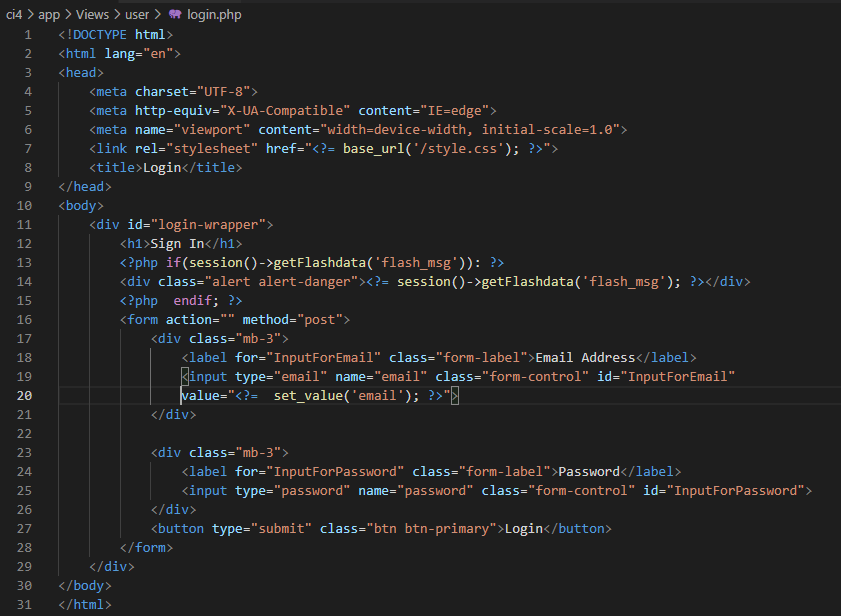 ci4 > app > Views > user > login.php
1 <!DOCTYPE html>
2 <html lang="en">
3 <head>
4     <meta charset="UTF-8">
5     <meta http-equiv="X-UA-Compatible" content="IE=edge">
6     <meta name="viewport" content="width=device-width, initial-scale=1.0">
7     <link rel="stylesheet" href="<?= base_url('/style.css'); ?>">
8     <title>Login</title>
9 </head>
10 <body>
11     <div id="login-wrapper">
12         <h1>Sign In</h1>
13         <?php if(session()->getFlashdata('flash_msg')): ?>
14         <div class="alert alert-danger"><?= session()->getFlashdata('flash_msg'); ?></div>
15         <?php  endif; ?>
16         <form action="" method="post">
17             <div class="mb-3">
18                 <label for="InputForEmail" class="form-label">Email Address</label>
19                 <input type="email" name="email" class="form-control" id="InputForEmail"
20                 value="<?=  set_value('email'); ?>">
21             </div>
22
23             <div class="mb-3">
24                 <label for="InputForPassword" class="form-label">Password</label>
25                 <input type="password" name="password" class="form-control" id="InputForPassword">
26             </div>
27             <button type="submit" class="btn btn-primary">Login</button>
28         </form>
29     </div>
30 </body>
31 </html>